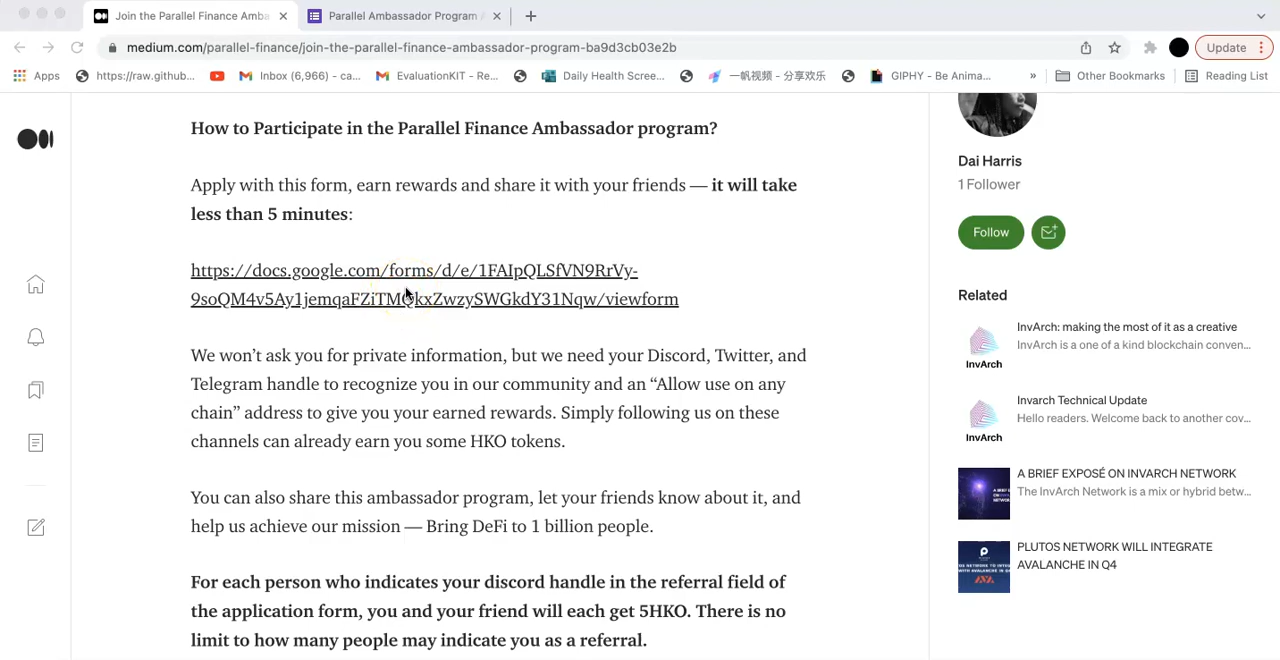 Join the Parallel Finance Amba
Parallel Ambassador Program A
medium.com/parallel-finance/join-the-parallel-finance-ambassador-program-ba9d3cb03e2b
Update
Apps
https://raw.github...
Inbox (6,966) - ca...
EvaluationKIT - Re...
Daily Health Scree...
一帆视频 - 分享欢乐
GIPHY - Be Anima...
»
Other Bookmarks
Reading List
How to Participate in the Parallel Finance Ambassador program?
Apply with this form, earn rewards and share it with your friends — it will take
less than 5 minutes:
https://docs.google.com/forms/d/e/1FAIpQLSfVN9RrVy-
9soQM4v5Ay1jemqaFZiTMQkxZwzySWGkdY31Nqw/viewform
We won’t ask you for private information, but we need your Discord, Twitter, and
Telegram handle to recognize you in our community and an “Allow use on any
chain” address to give you your earned rewards. Simply following us on these
channels can already earn you some HKO tokens.
You can also share this ambassador program, let your friends know about it, and
help us achieve our mission — Bring DeFi to 1 billion people.
For each person who indicates your discord handle in the referral field of
the application form, you and your friend will each get 5HKO. There is no
limit to how many people may indicate you as a referral.
Dai Harris
1 Follower
Follow
Related
InvArch: making the most of it as a creative
InvArch is a one of a kind blockchain conven...
InvArch
Invarch Technical Update
Hello readers. Welcome back to another cov...
InvArch
A BRIEF EXPOSÉ ON INVARCH NETWORK
The InvArch Network is a mix or hybrid betw...
PLUTOS NETWORK WILL INTEGRATE
AVALANCHE IN Q4